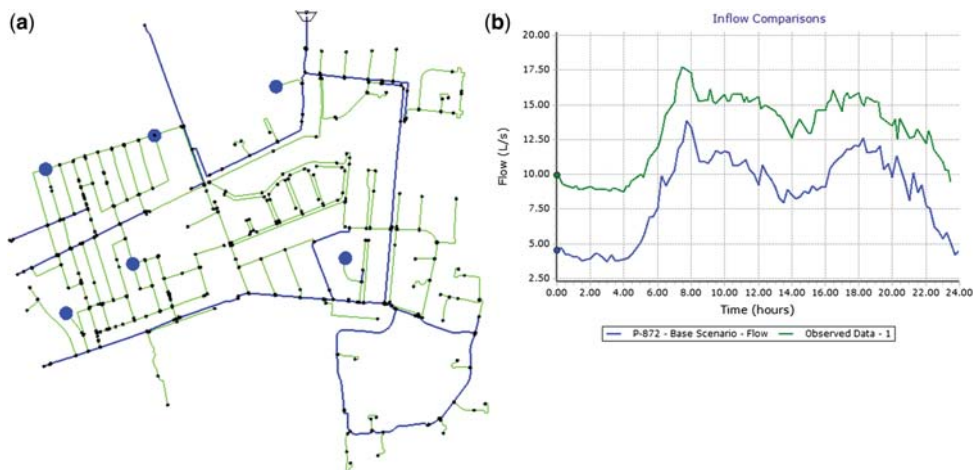 (a)
(b)
Inflow Comparisons
Flow (L/s)
20.00
17.50
15.00
12.50
10.00
7.50
5.00
2.50
0.00 2.00 4.00 6.00 8.00 10.00 12.00 14.00 16.00 18.00 20.00 22.00 24.00
Time (hours)
P-872 - Base Scenario - Flow
Observed Data - 1